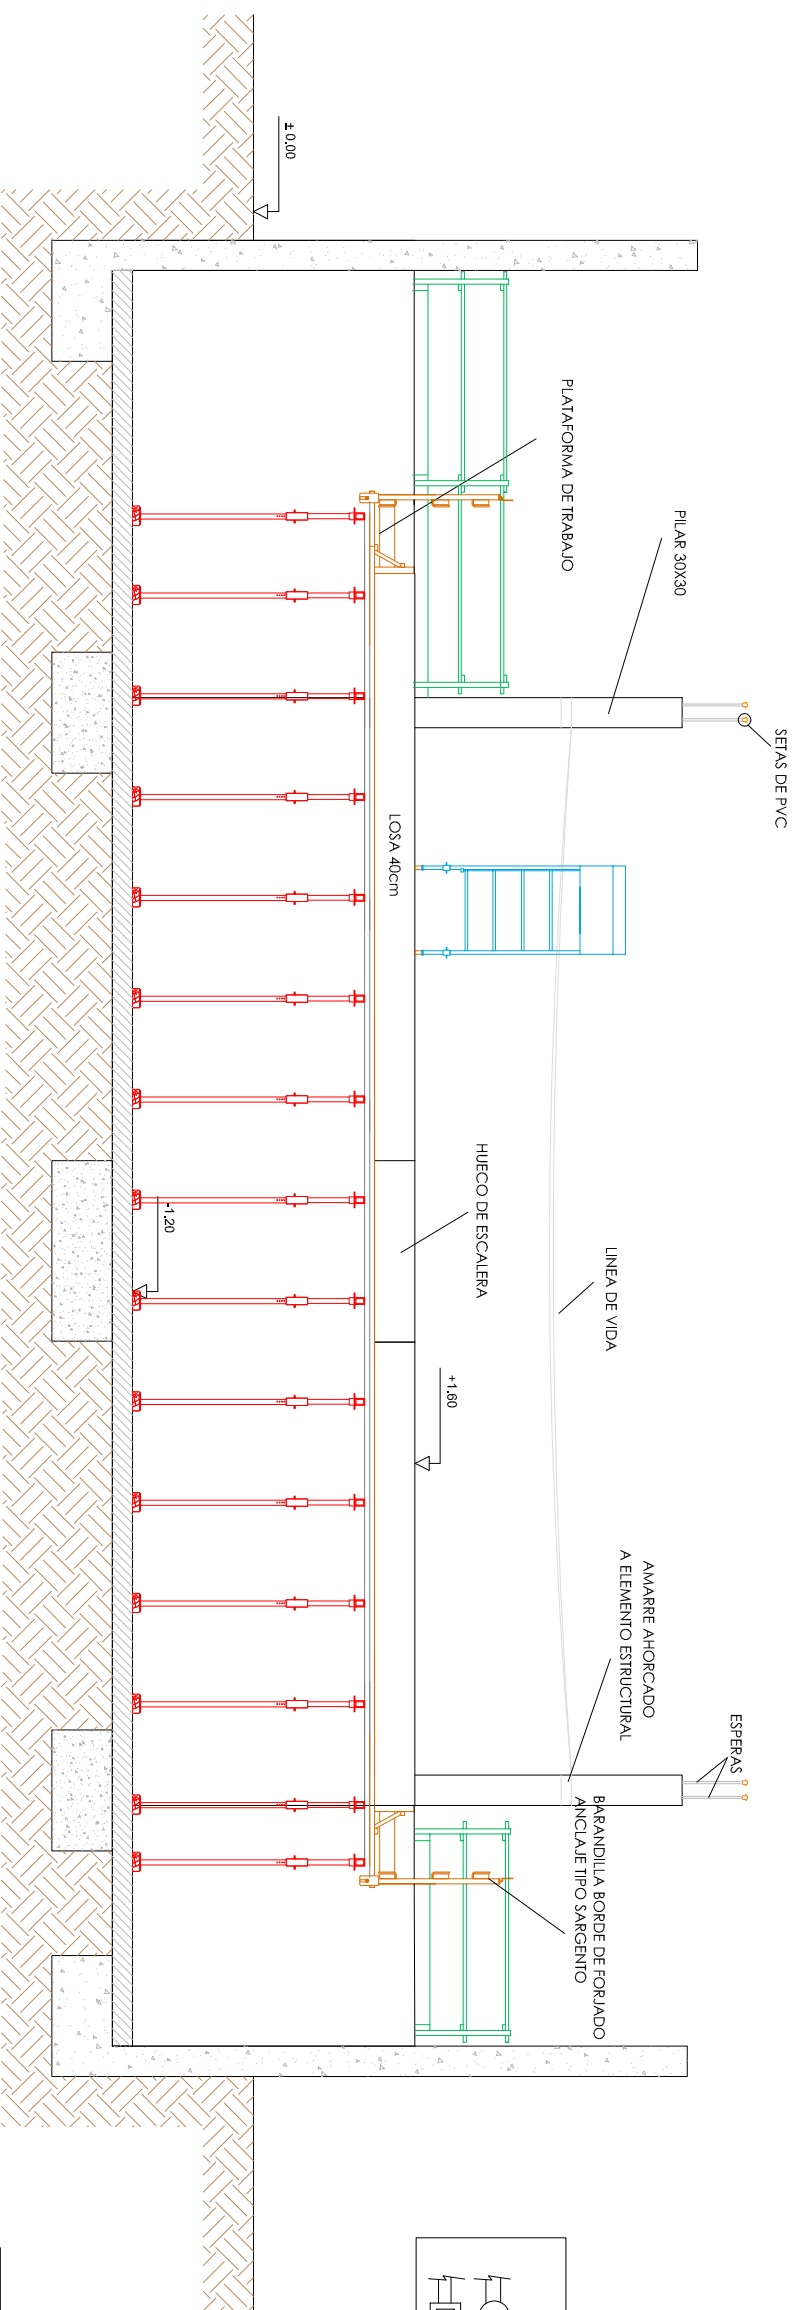 ±0.00
PLATAFORMA DE TRABAJO
PILAR 30X30
SETAS DE PVC
LOSA 40cm
HUECO DE ESCALERA
-1.20
LINEA DE VIDA
+1.60
AMARRE AHORCADO
A ELEMENTO ESTRUCTURAL
ESPERAS
BARANDILLA BORDE DE FORJADO
ANCLAJE TIPO SARGENTO